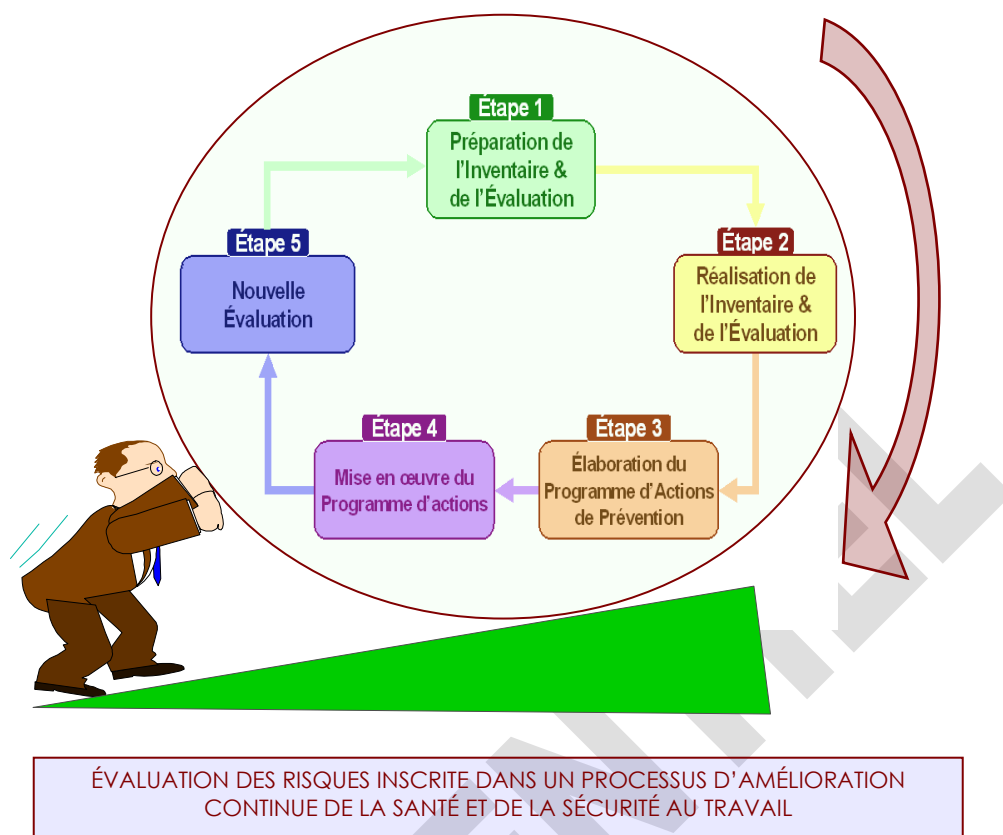 Étape 1
Préparation de
l'Inventaire &
de l'Évaluation
Étape 2
Réalisation de
l'Inventaire &
de l'Évaluation
Étape 3
Élaboration du
Programme d'Actions
de Prévention
Étape 4
Mise en œuvre du
Programme d'actions
Étape 5
Nouvelle
Évaluation
ÉVALUATION DES RISQUES INSCRITE DANS UN PROCESSUS D'AMÉLIORATION
CONTINUE DE LA SANTÉ ET DE LA SÉCURITÉ AU TRAVAIL